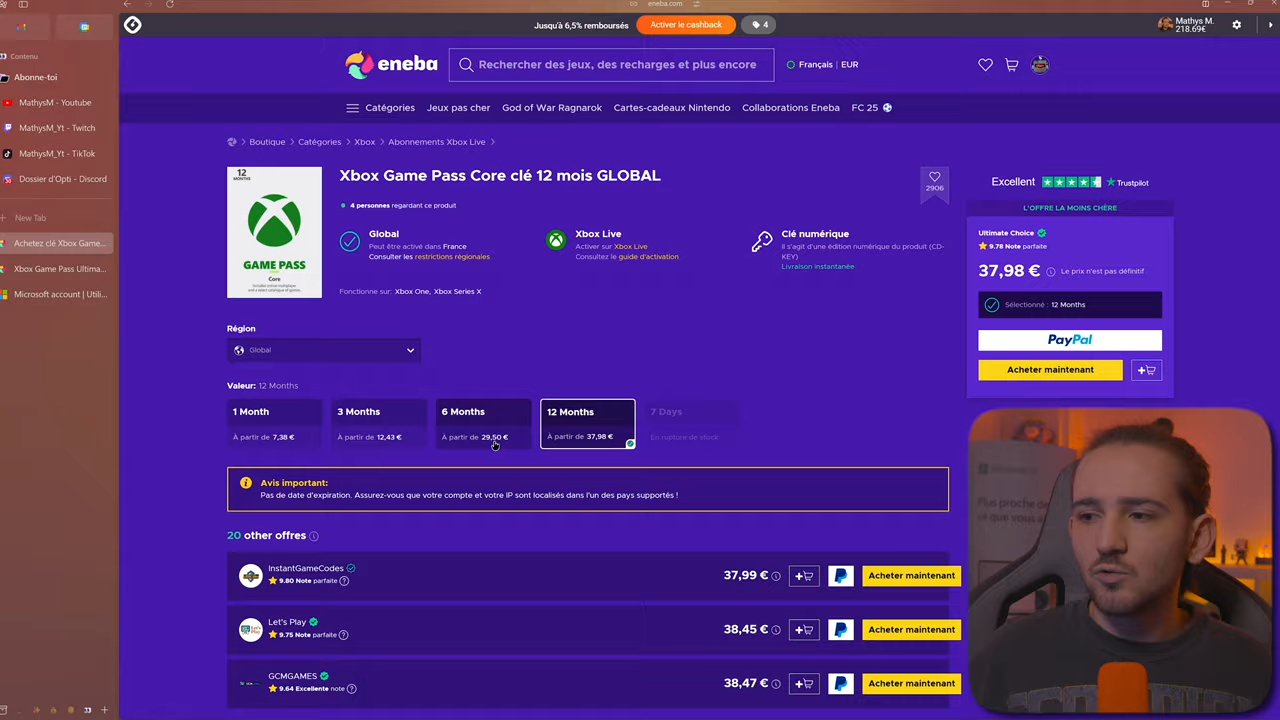 eneba.com
Jusqu'à 6,5% remboursés
Activer le cashback
4
Mathys M.
218.69€
Contenu
Abonne-toi
MathysM - Youtube
MathysM_Yt - Twitch
MathysM_Yt - TikTok
Dossier d'Opti - Discord
New Tab
Achetez clé Xbox Game...
Xbox Game Pass Ultima...
Microsoft account | Utili...
eneba
Rechercher des jeux, des recharges et plus encore
Français | EUR
Catégories
Jeux pas cher
God of War Ragnarok
Cartes-cadeaux Nintendo
Collaborations Eneba
FC 25
Boutique
Catégories
Xbox
Abonnements Xbox Live
12
MONTHS
GAME PASS
Core
Xbox Game Pass Core clé 12 mois GLOBAL
2906
4 personnes regardant ce produit
Global
Peut être activé dans France
Consulter les restrictions régionales
Xbox Live
Activer sur Xbox Live
Consultez le guide d'activation
Clé numérique
Il s'agit d'une édition numérique du produit (CD-
KEY)
Livraison instantanée
Fonctionne sur: Xbox One, Xbox Series X
Excellent
Trustpilot
L'OFFRE LA MOINS CHÈRE
Ultimate Choice
9.78 Note parfaite
37,98 €
Le prix n'est pas définitif
Sélectionné : 12 Months
PayPal
Acheter maintenant
Région
Global
Valeur: 12 Months
1 Month
À partir de 7,38 €
3 Months
À partir de 12,43 €
6 Months
À partir de 29,50 €
12 Months
À partir de 37,98 €
7 Days
En rupture de stock
Avis important:
Pas de date d'expiration. Assurez-vous que votre compte et votre IP sont localisés dans l'un des pays supportés !
20 other offres
InstantGameCodes
9.80 Note parfaite
37,99 €
Acheter maintenant
Let's Play
9.75 Note parfaite
38,45 €
Acheter maintenant
GCMGAMES
9.64 Excellente note
38,47 €
Acheter maintenant